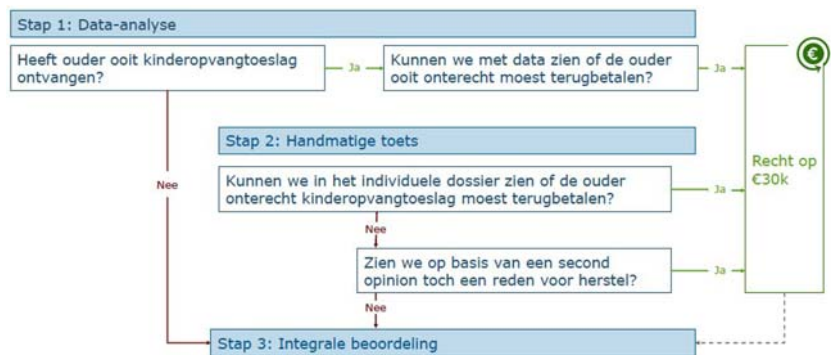 Stap 1: Data-analyse
Heeft ouder ooit kinderopvangtoeslag
ontvangen?
Ja
Kunnen we met data zien of de ouder
ooit onterecht moest terugbetalen?
Ja
€
Recht op
€30k
Stap 2: Handmatige toets
Nee
Kunnen we in het individuele dossier zien of de ouder
onterecht kinderopvangtoeslag moest terugbetalen?
Ja
Nee
Zien we op basis van een second
opinion toch een reden voor herstel?
Ja
Nee
Stap 3: Integrale beoordeling